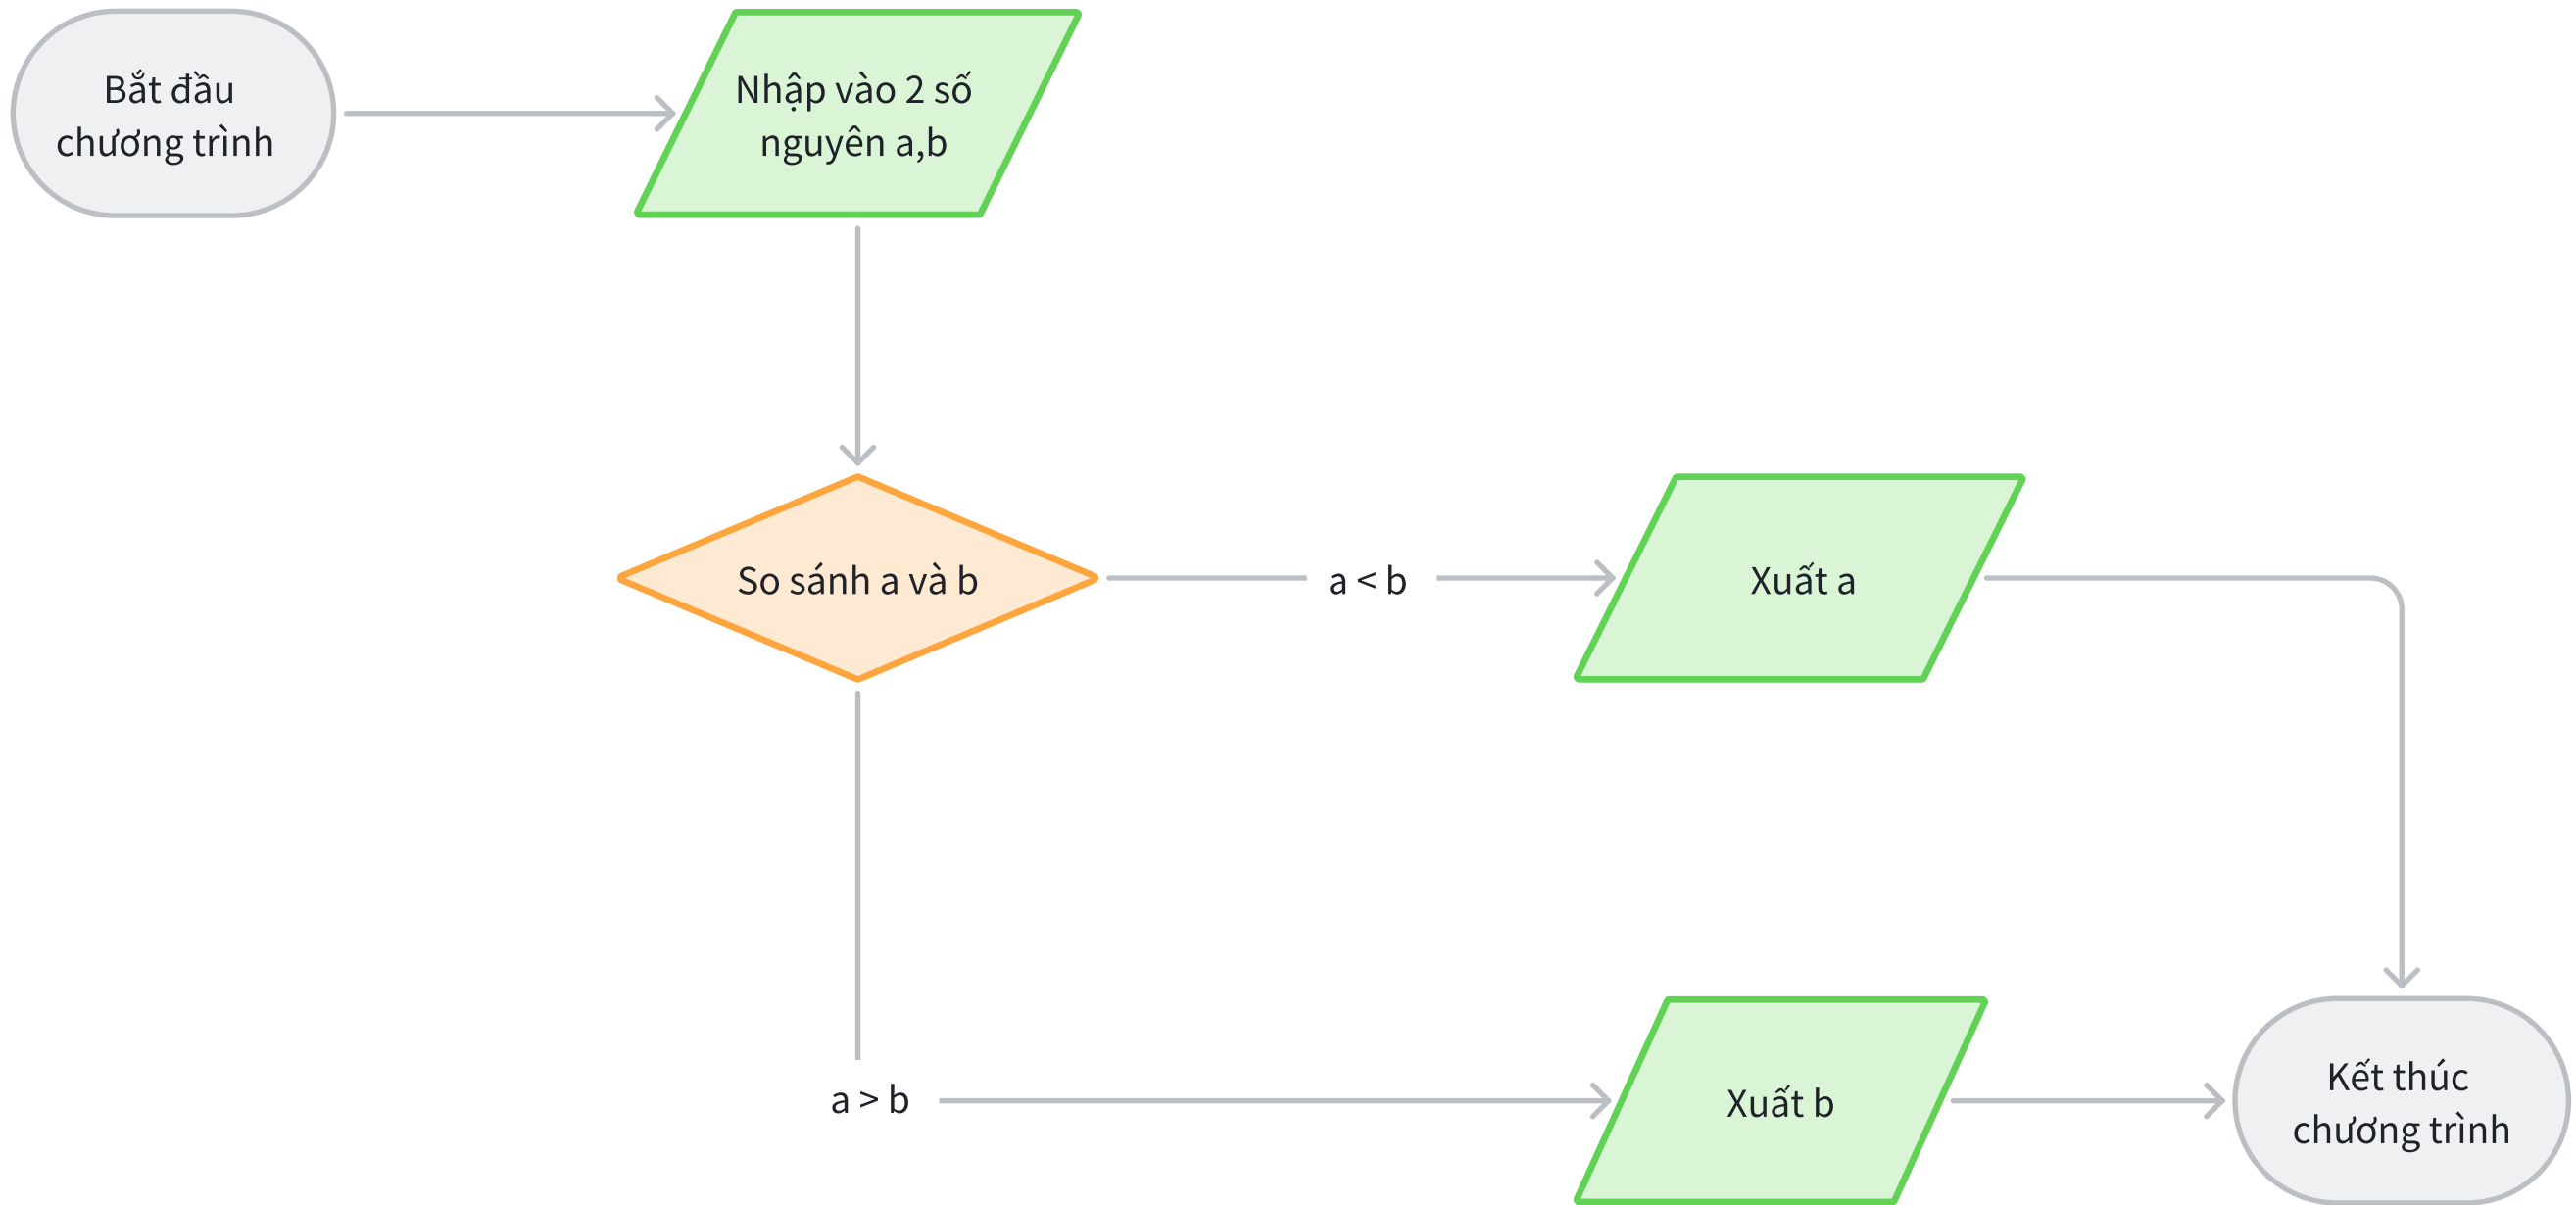 Bắt đầu
chương trình
Nhập vào 2 số
nguyên a,b
So sánh a và b
a < b
Xuất a
a > b
Xuất b
Kết thúc
chương trình